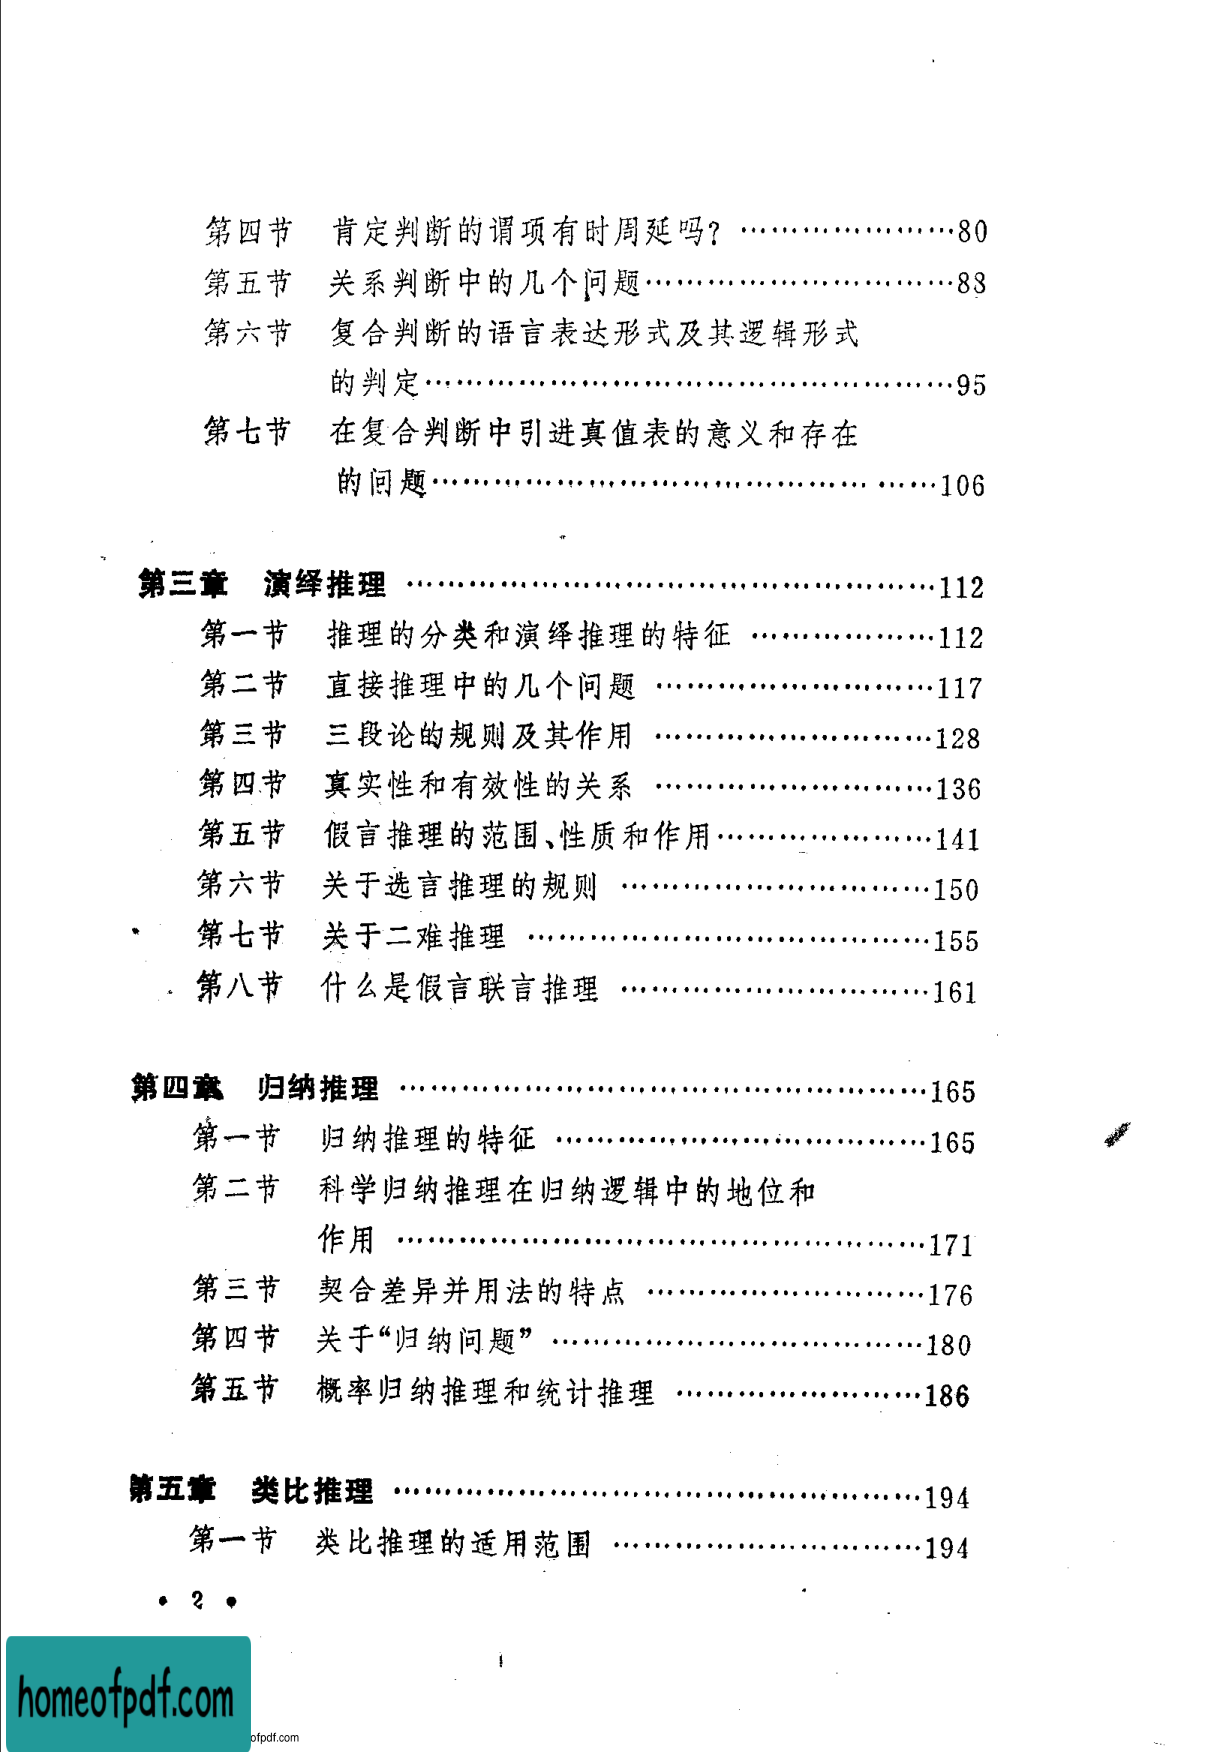 第四节 肯定判断的谓项有时周延吗? …………………80
第五节 关系判断中的几个问题…………………………88
第六节 复合判断的语言表达形式及其逻辑形式
的判定……………………………………………95
第七节 在复合判断中引进真值表的意义和存在
的问题…………………………………… ……106
第三章 演绎推理 ……………………………………………112
第一节 推理的分类和演绎推理的特征 ………………112
第二节 直接推理中的几个问题 ………………………117
第三节 三段论的规则及其作用 ………………………128
第四节 真实性和有效性的关系 ………………………136
第五节 假言推理的范围、性质和作用…………………141
第六节 关于选言推理的规则 …………………………150
第七节 关于二难推理 …………………………………155
第八节 什么是假言联言推理 …………………………161
第四章 归纳推理 ……………………………………………165
第一节 归纳推理的特征 ………………………………165
第二节 科学归纳推理在归纳逻辑中的地位和
作用 ……………………………………………171
第三节 契合差异并用法的特点 ………………………176
第四节 关于“归纳问题” ………………………………180
第五节 概率归纳推理和统计推理 ……………………186
第五章 类比推理 ……………………………………………194
第一节 类比推理的适用范围 …………………………194
• 2 •
homeofpdf.com
ofpdf.com